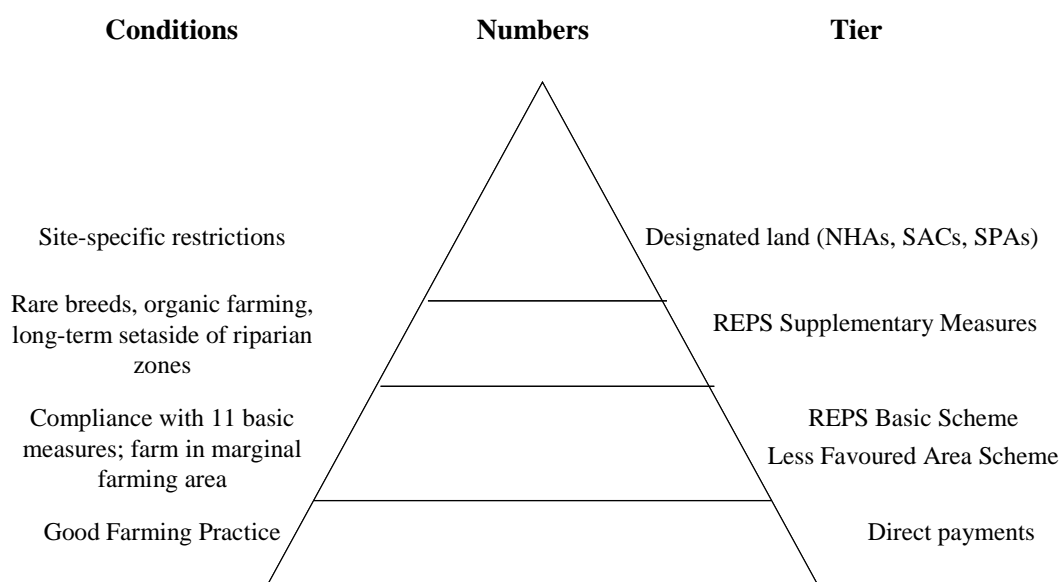 Conditions
Numbers
Tier
Site-specific restrictions
Designated land (NHAs, SACs, SPAs)
Rare breeds, organic farming,
long-term setaside of riparian
zones
REPS Supplementary Measures
Compliance with 11 basic
measures; farm in marginal
farming area
REPS Basic Scheme
Less Favoured Area Scheme
Good Farming Practice
Direct payments